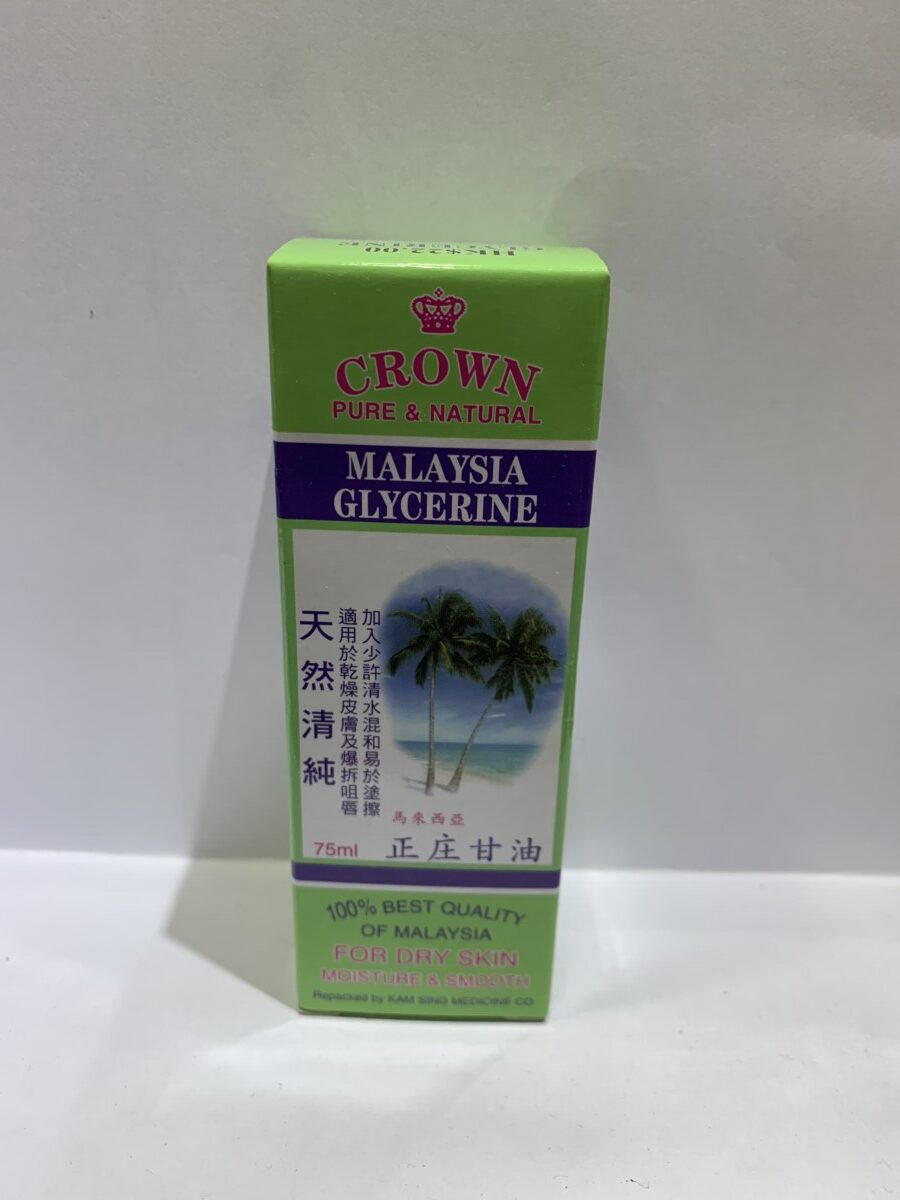 HK$22.00
CROWN
PURE & NATURAL
MALAYSIA
GLYCERINE
加入少許清水混和易於塗擦
適用於乾燥皮膚及爆拆咀唇
天然清純
馬來西亞
75ml 正庄甘油
100% BEST QUALITY
OF MALAYSIA
FOR DRY SKIN
MOISTURE & SMOOTH
Repacked by KAM SING MEDICINE CO